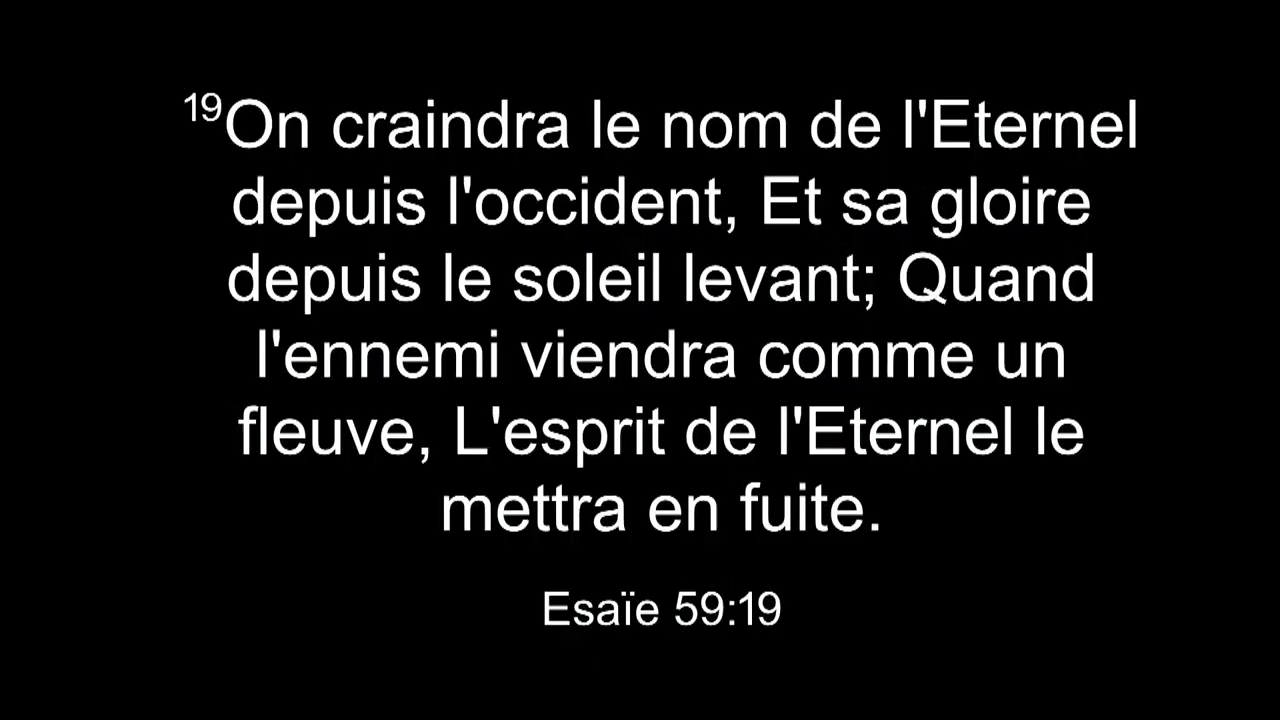 19On craindra le nom de l'Eternel
depuis l'occident, Et sa gloire
depuis le soleil levant; Quand
l'ennemi viendra comme un
fleuve, L'esprit de l'Eternel le
mettra en fuite.
Esaïe 59:19